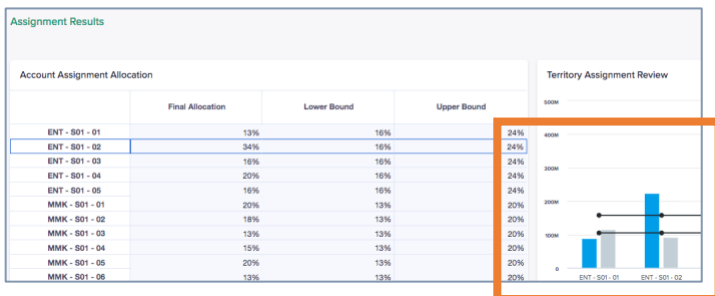 Assignment Results
Account Assignment Allocation
Final Allocation Lower Bound Upper Bound
ENT - S01 - 01 13% 16% 24%
ENT - S01 - 02 34% 16% 24%
ENT - S01 - 03 16% 16% 24%
ENT - S01 - 04 20% 16% 24%
ENT - S01 - 05 16% 16% 24%
MMK - S01 - 01 20% 13% 20%
MMK - S01 - 02 18% 13% 20%
MMK - S01 - 03 13% 13% 20%
MMK - S01 - 04 15% 13% 20%
MMK - S01 - 05 20% 13% 20%
MMK - S01 - 06 13% 13% 20%
Territory Assignment Review
500M
400M
300M
200M
100M
0
ENT - S01 - 01 ENT - S01 - 02